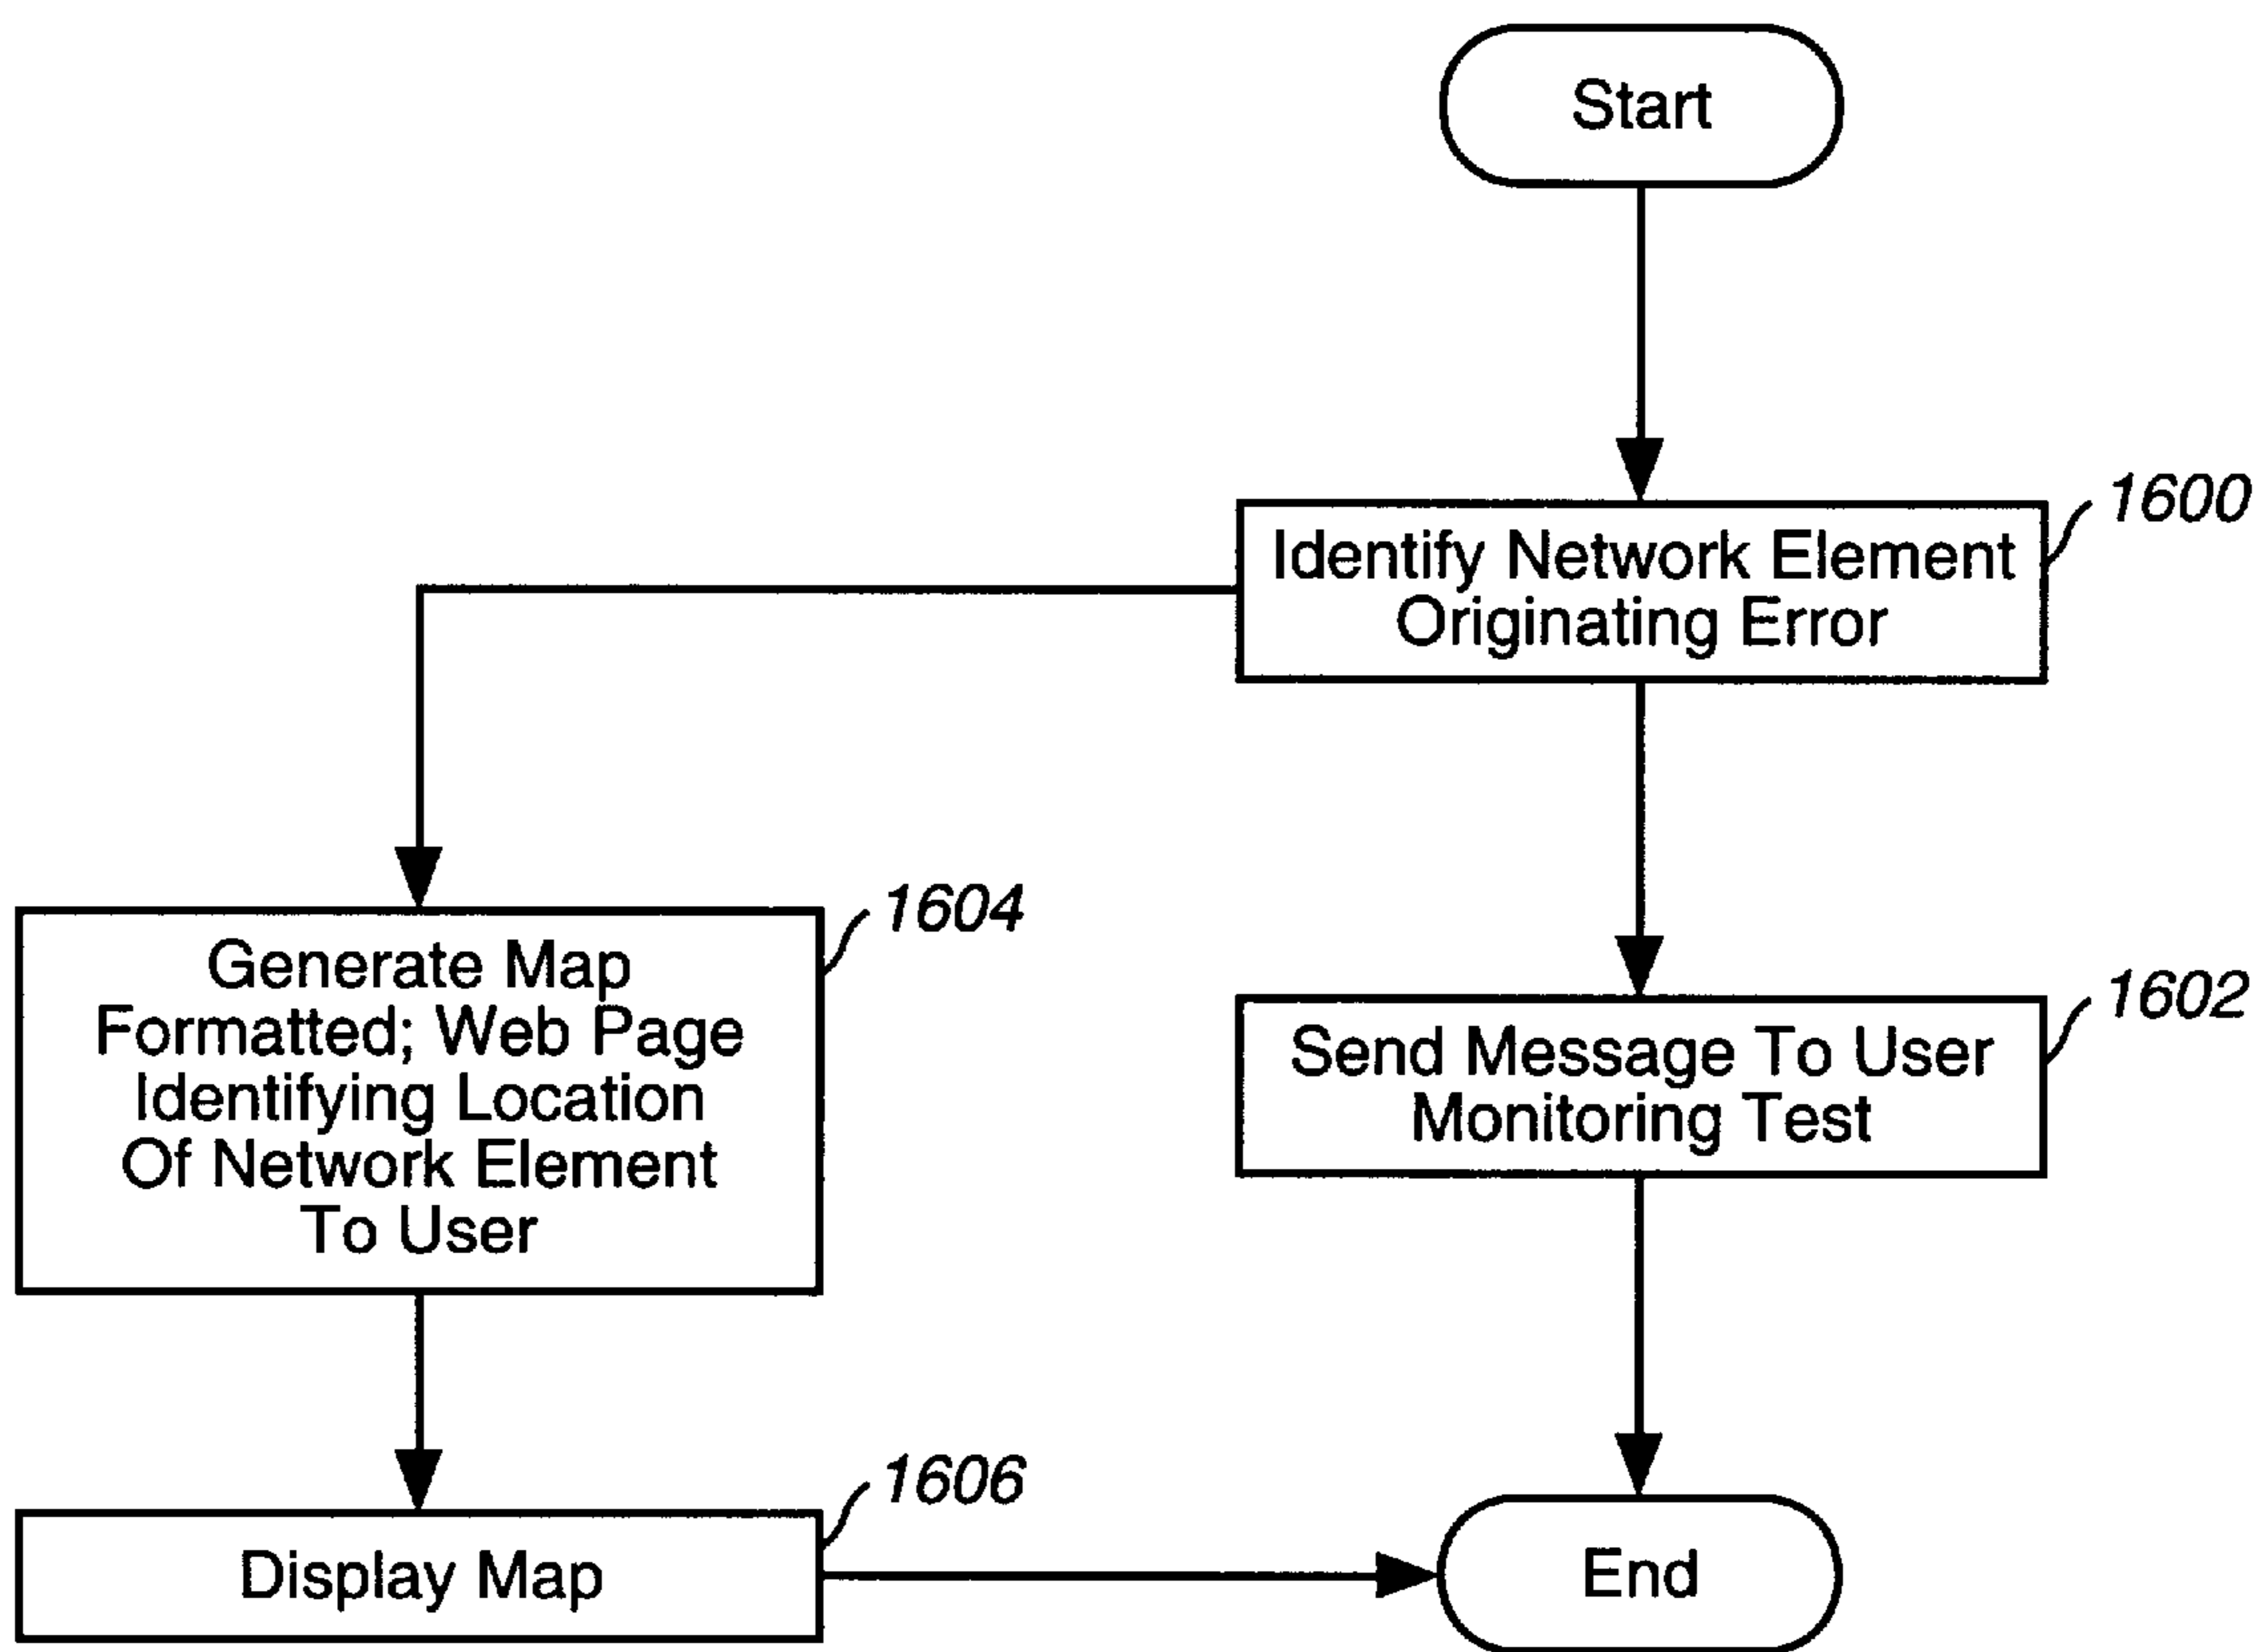 Start
1600
Identify Network Element
Originating Error
1604
Generate Map
Formatted; Web Page
Identifying Location
Of Network Element
To User
1602
Send Message To User
Monitoring Test
1606
Display Map
End